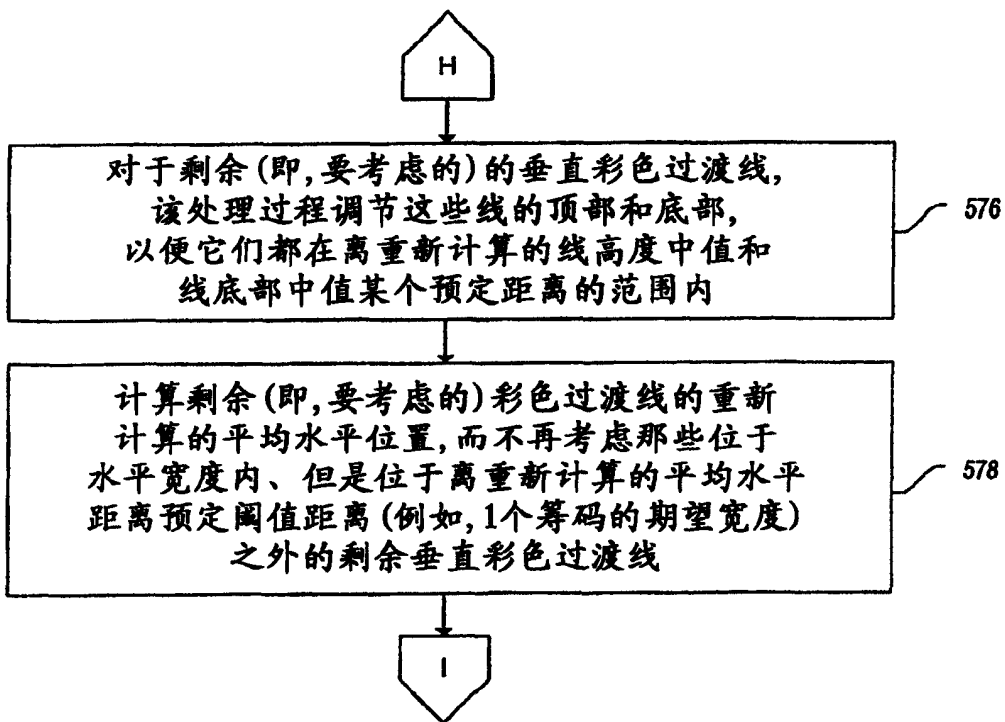 H
对于剩余(即,要考虑的)的垂直彩色过渡线,
该处理过程调节这些线的顶部和底部,
以便它们都在离重新计算的线高度中值和
线底部中值某个预定距离的范围内
576
计算剩余(即,要考虑的)彩色过渡线的重新
计算的平均水平位置,而不再考虑那些位于
水平宽度内、但是位于离重新计算的平均水平
距离预定阈值距离(例如,1个筹码的期望宽度)
之外的剩余垂直彩色过渡线
578
I